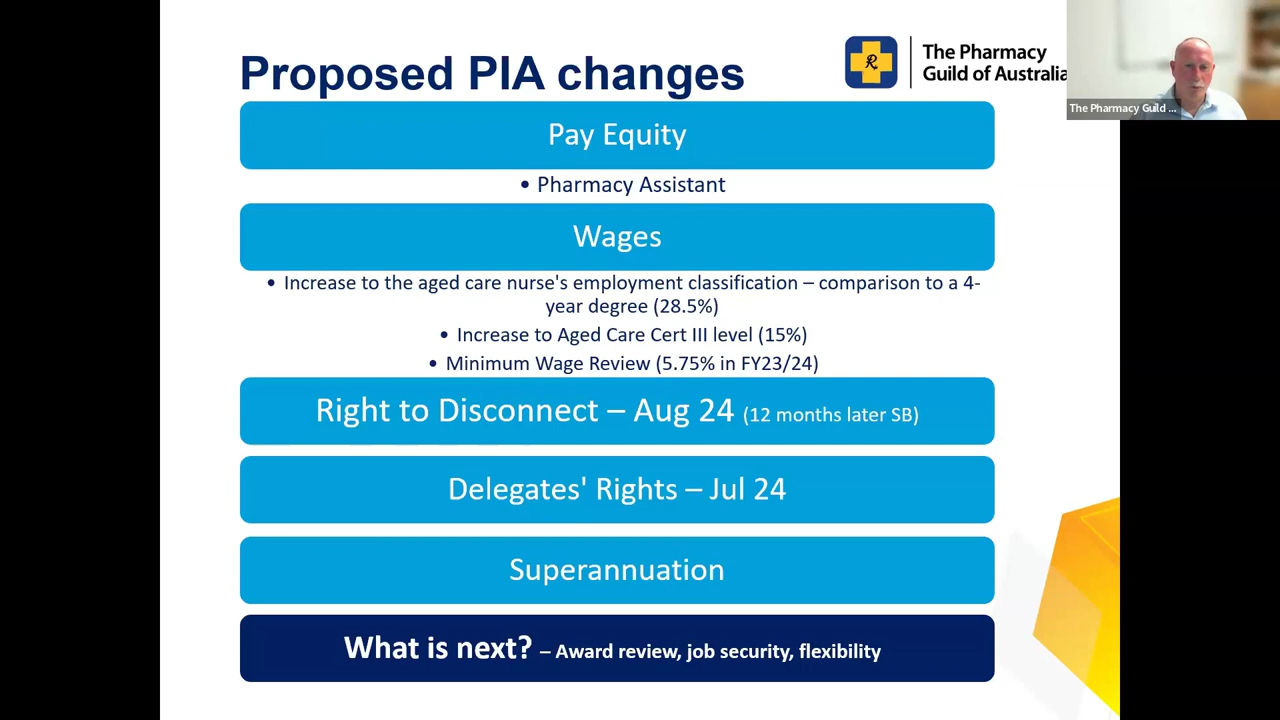 Proposed PIA changes
The Pharmacy
Guild of Australia
The Pharmacy Guild ...
Pay Equity
• Pharmacy Assistant
Wages
• Increase to the aged care nurse's employment classification – comparison to a 4-
year degree (28.5%)
• Increase to Aged Care Cert III level (15%)
• Minimum Wage Review (5.75% in FY23/24)
Right to Disconnect – Aug 24 (12 months later SB)
Delegates' Rights – Jul 24
Superannuation
What is next? – Award review, job security, flexibility